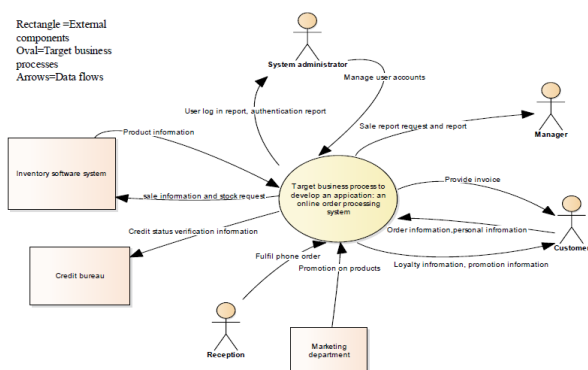 Rectangle =External
components
Oval=Target business
processes
Arrows=Data flows
System administrator
Manage user accounts
User log in report, authentication report
Sale report request and report
Manager
Product information
Inventory software system
Target business process to
develop an appication: an
online order processing
system
Provide invoice
sale information and stock request
Order information,personal infromation
Customer
Credit status verification information
Loyalty infromation, promotion information
Fulfil phone order
Promotion on products
Credit bureau
Reception
Marketing
department